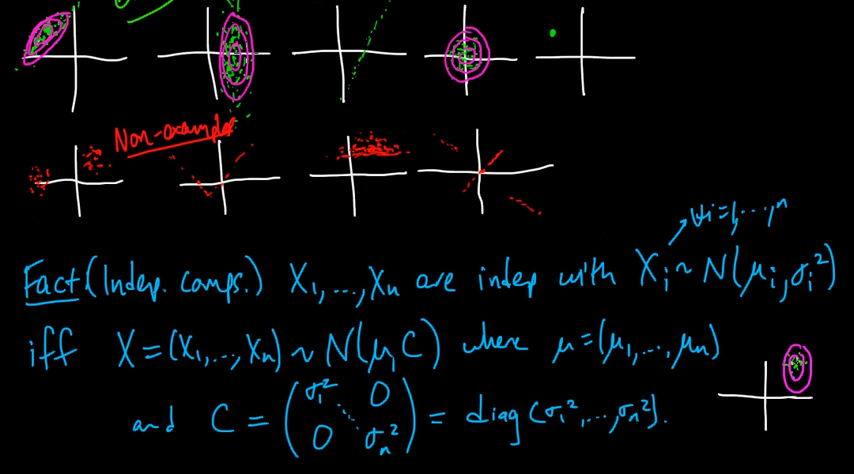 Non-examples
∀i=1,...,n
Fact (Indep. comps.) X₁,...,Xₙ are indep with Xᵢ ~ N(μᵢ,σᵢ²)
iff X = (X₁,...,Xₙ) ~ N(μ,C) where μ=(μ₁,...,μₙ)
and C = (σ₁² ⋱ 0 0 σₙ²) = diag(σ₁²,...,σₙ²).